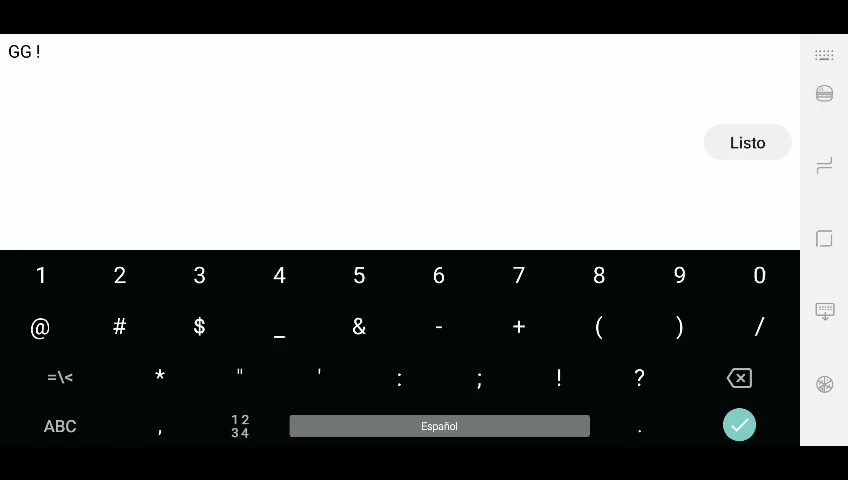 GG !
Listo
1 2 3 4 5 6 7 8 9 0
@ # $ _ & - + ( ) /
=\< * " ' : ; ! ?
ABC , 12 34 Español .